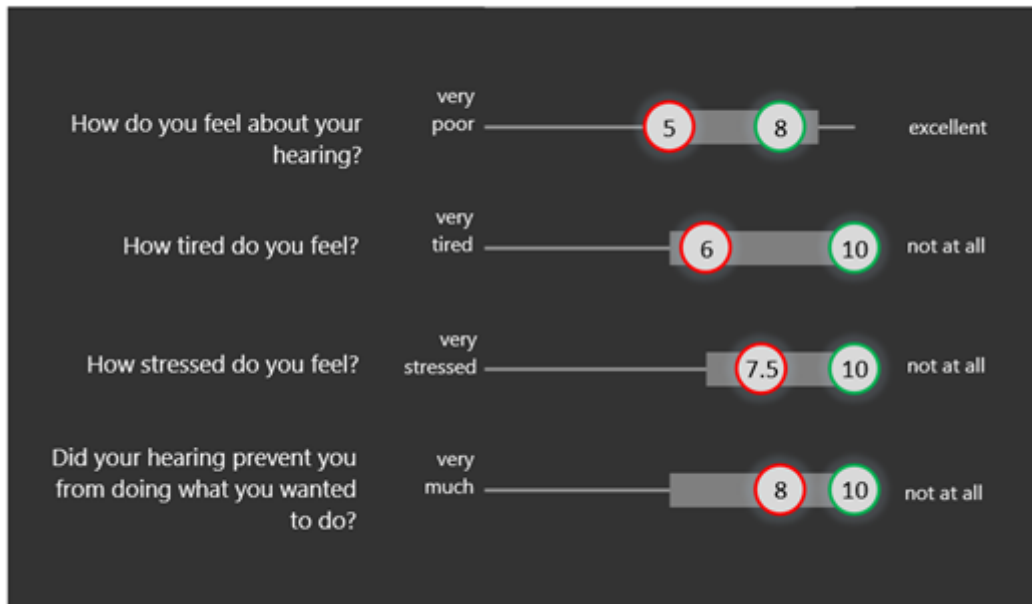 How do you feel about your
hearing?
very
poor
5
8
excellent
How tired do you feel?
very
tired
6
10
not at all
How stressed do you feel?
very
stressed
7.5
10
not at all
Did your hearing prevent you
from doing what you wanted
to do?
very
much
8
10
not at all